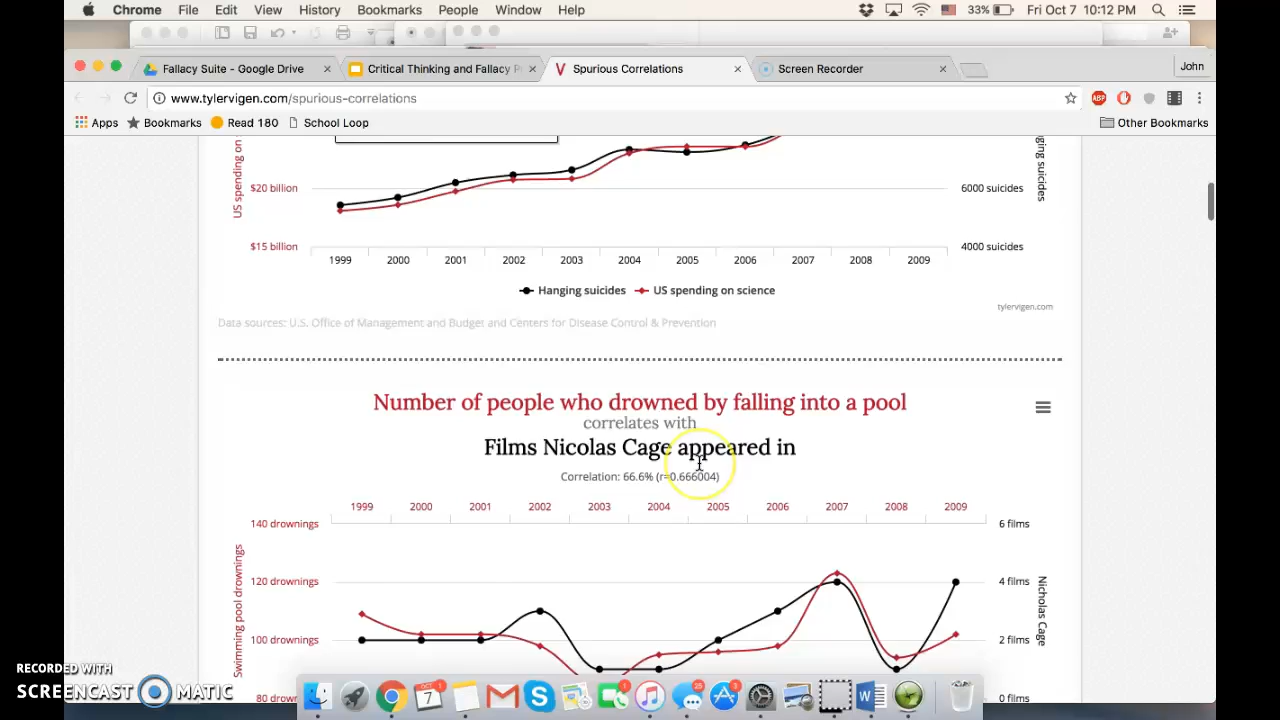 Chrome File Edit View History Bookmarks People Window Help 33% Fri Oct 7 10:12 PM
Fallacy Suite - Google Drive
Critical Thinking and Fallacy
Spurious Correlations
Screen Recorder
John
www.tylervigen.com/spurious-correlations
ABP
Apps Bookmarks Read 180 School Loop Other Bookmarks
US spending on
Hanging suicides
$20 billion
6000 suicides
$15 billion
4000 suicides
1999 2000 2001 2002 2003 2004 2005 2006 2007 2008 2009
Hanging suicides US spending on science
tylervigen.com
Data sources: U.S. Office of Management and Budget and Centers for Disease Control & Prevention
Number of people who drowned by falling into a pool
correlates with
Films Nicolas Cage appeared in
Correlation: 66.6% (r=0.666004)
1999 2000 2001 2002 2003 2004 2005 2006 2007 2008 2009
140 drownings
6 films
Swimming pool drownings
Nicholas Cage
120 drownings
4 films
100 drownings
2 films
80 drownings
0 films
RECORDED WITH
SCREENCAST MATIC